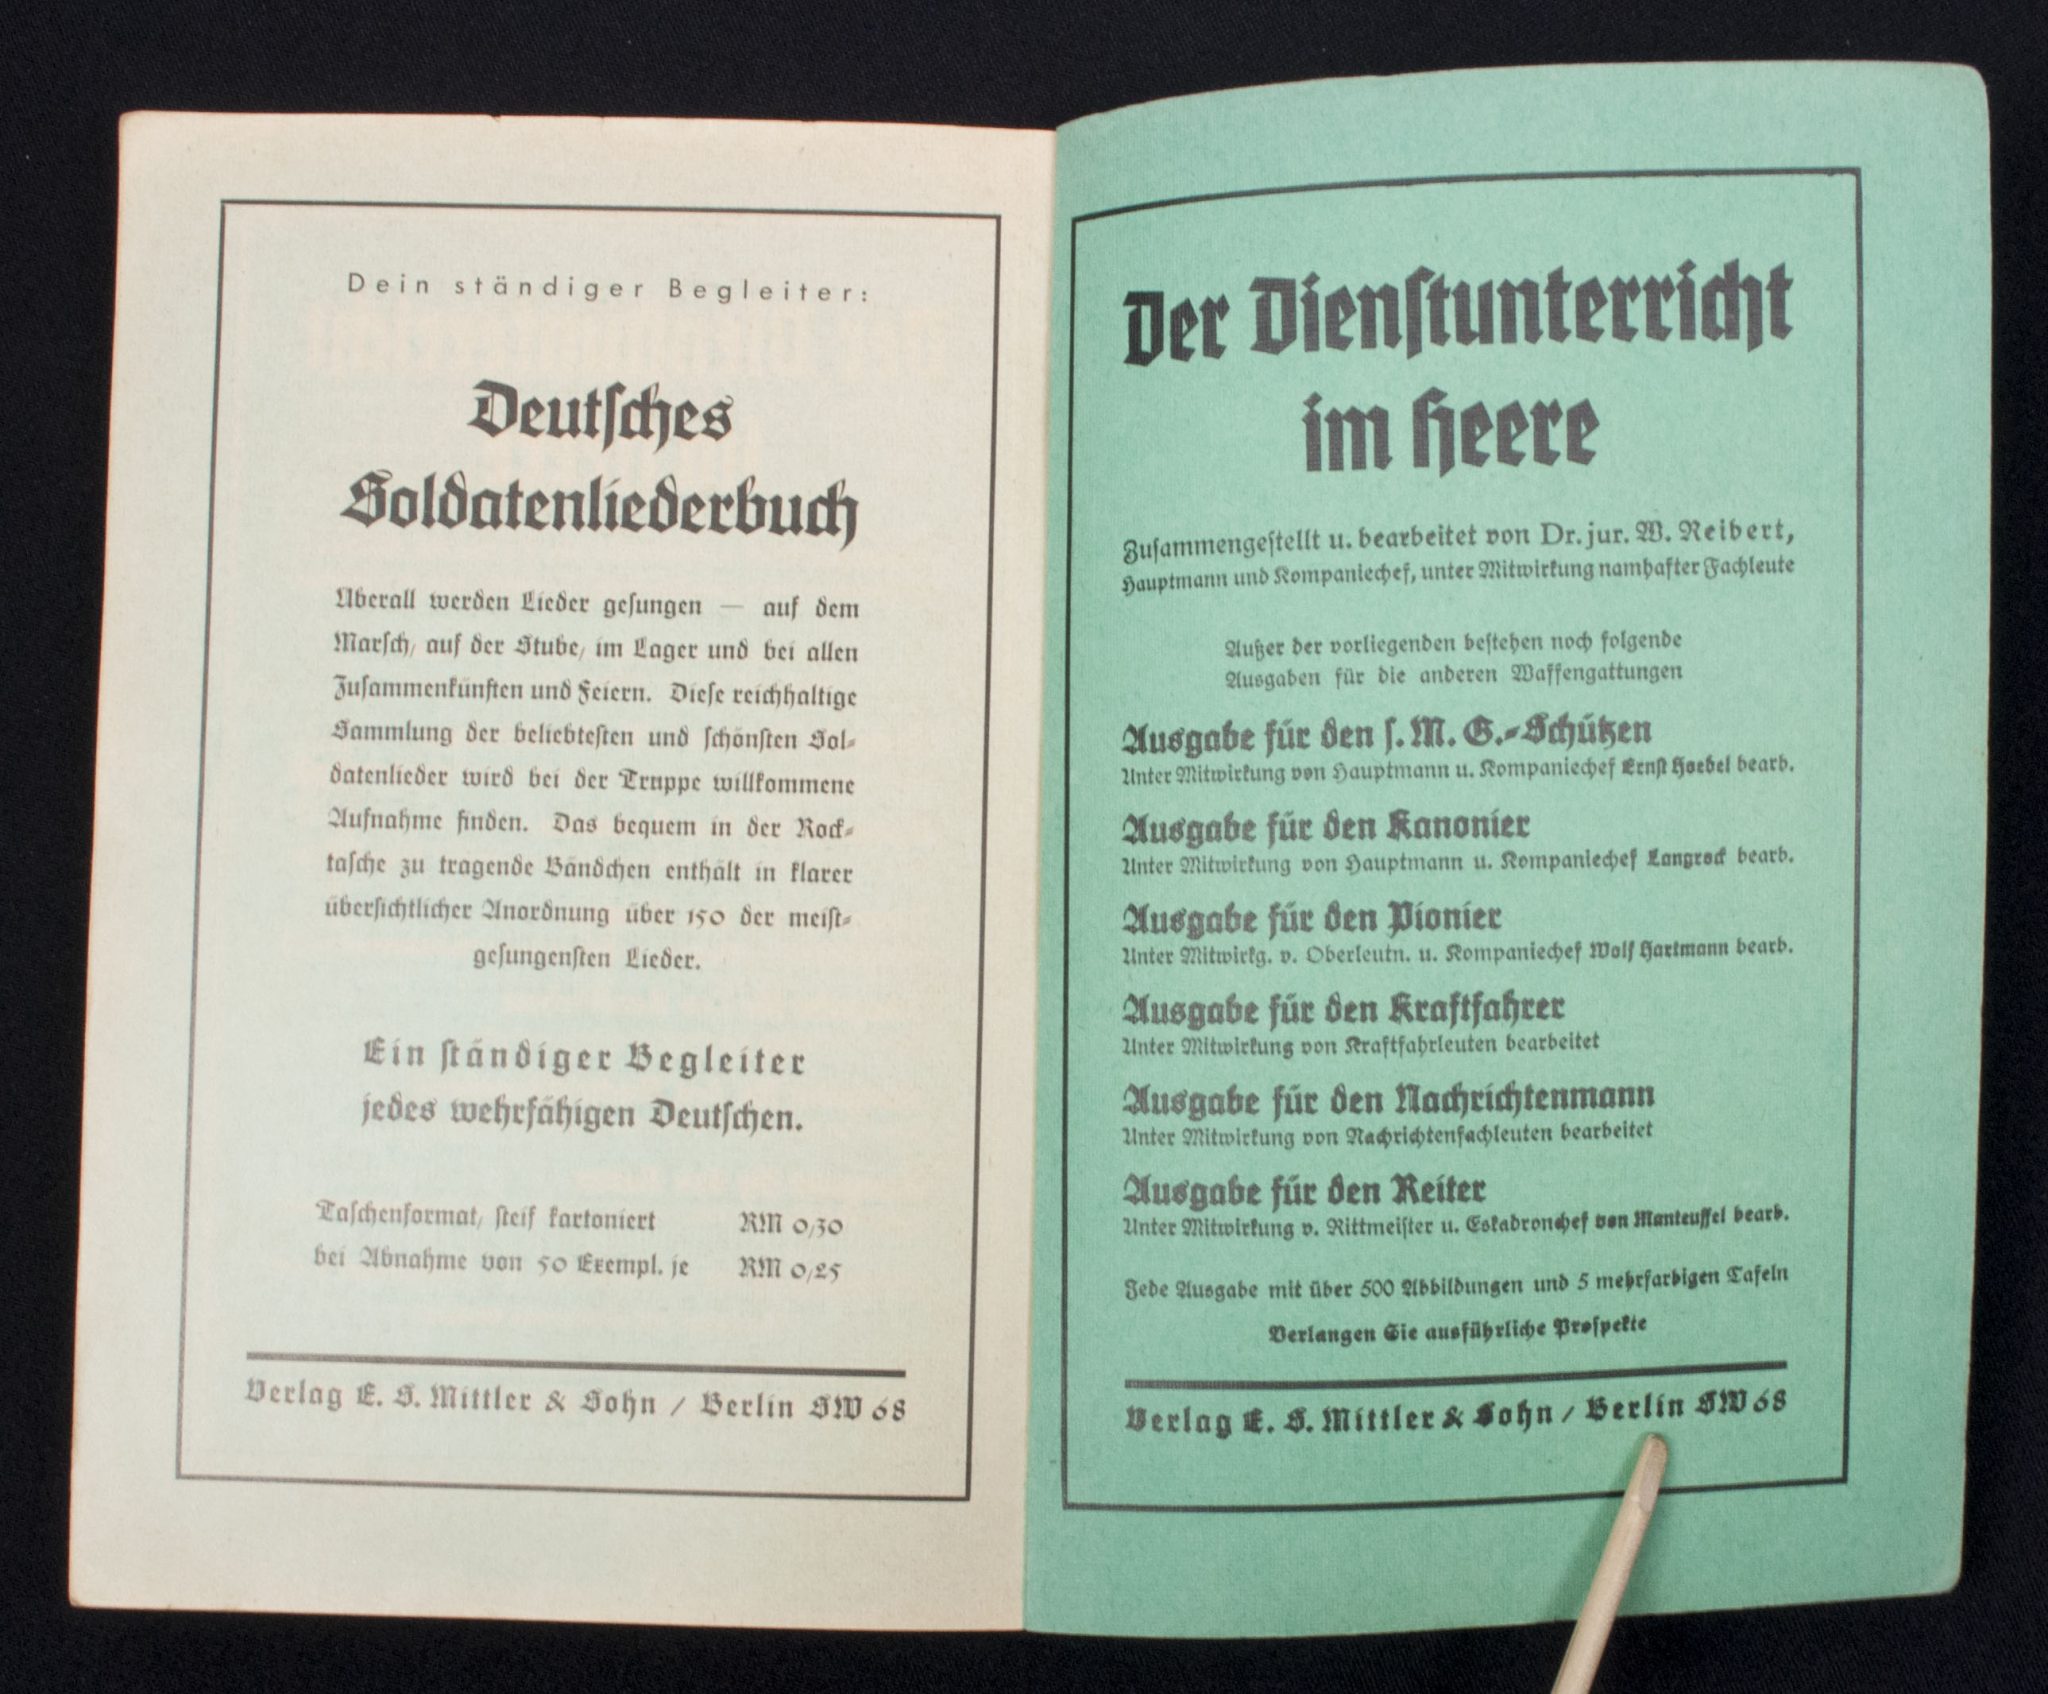 Dein ständiger Begleiter:
Deutsches
Soldatenliederbuch
Überall werden Lieder gesungen — auf dem
Marsch, auf der Stube, im Lager und bei allen
Zusammenkünften und Feiern. Diese reichhaltige
Sammlung der beliebtesten und schönsten Sol-
datenlieder wird bei der Truppe willkommene
Aufnahme finden. Das bequem in der Rock-
tasche zu tragende Bändchen enthält in klarer
übersichtlicher Anordnung über 150 der meist-
gesungensten Lieder.
Ein ständiger Begleiter
jedes wehrfähigen Deutschen.
Taschenformat, steif kartoniert RM 0,30
bei Abnahme von 50 Exempl. je RM 0,25
Verlag E. S. Mittler & Sohn / Berlin SW 68
Der Dienstunterricht
im Heere
Zusammengestellt u. bearbeitet von Dr. jur. W. Reibert,
Hauptmann und Kompaniechef, unter Mitwirkung namhafter Fachleute
Außer der vorliegenden bestehen noch folgende
Ausgaben für die anderen Waffengattungen
Ausgabe für den s. M. G.-Schützen
Unter Mitwirkung von Hauptmann u. Kompaniechef Ernst Hoebel bearb.
Ausgabe für den Kanonier
Unter Mitwirkung von Hauptmann u. Kompaniechef Langrock bearb.
Ausgabe für den Pionier
Unter Mitwirkg. v. Oberleutn. u. Kompaniechef Wolf Hartmann bearb.
Ausgabe für den Kraftfahrer
Unter Mitwirkung von Kraftfahrleuten bearbeitet
Ausgabe für den Nachrichtenmann
Unter Mitwirkung von Nachrichtenfachleuten bearbeitet
Ausgabe für den Reiter
Unter Mitwirkung v. Rittmeister u. Eskadronchef von Manteuffel bearb.
Jede Ausgabe mit über 500 Abbildungen und 5 mehrfarbigen Tafeln
Verlangen Sie ausführliche Prospekte
Verlag E. S. Mittler & Sohn / Berlin SW 68